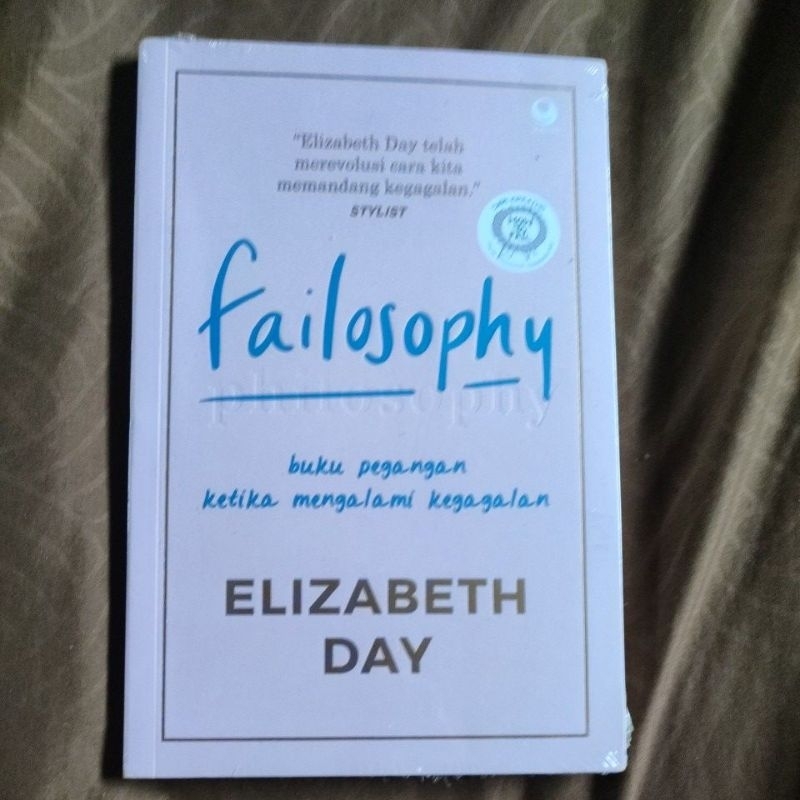 "Elizabeth Day telah
merevolusi cara kita
memandang kegagalan."
STYLIST
failosophy
philosophy
buku pegangan
ketika mengalami kegagalan
ELIZABETH
DAY